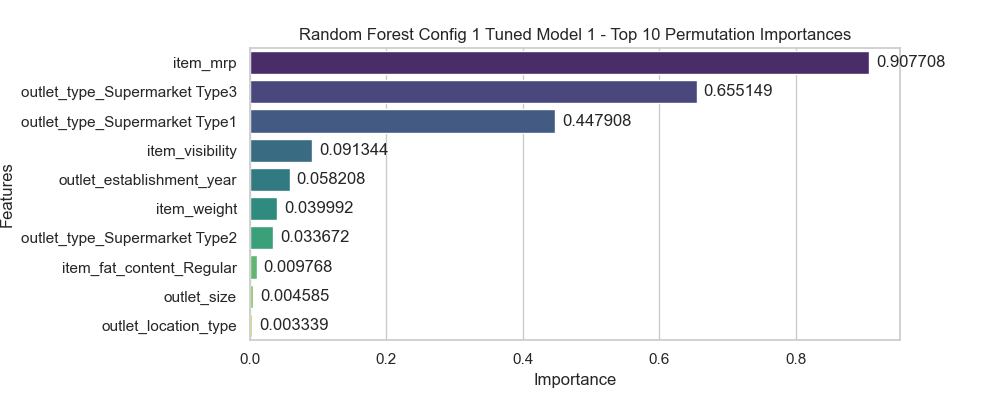 Random Forest Config 1 Tuned Model 1 - Top 10 Permutation Importances
Features
item_mrp 0.907708
outlet_type_Supermarket Type3 0.655149
outlet_type_Supermarket Type1 0.447908
item_visibility 0.091344
outlet_establishment_year 0.058208
item_weight 0.039992
outlet_type_Supermarket Type2 0.033672
item_fat_content_Regular 0.009768
outlet_size 0.004585
outlet_location_type 0.003339
0.0 0.2 0.4 0.6 0.8
Importance